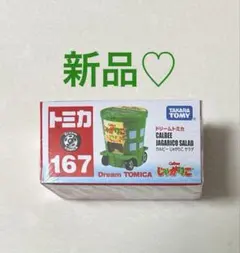 新品♡
トミカ
167
Dream TOMICA
TAKARA
TOMY
ドリームトミカ
CALBEE
JAGARICO SALAD
カルビー じゃがりこ サラダ
Calbee
じゃがりこ